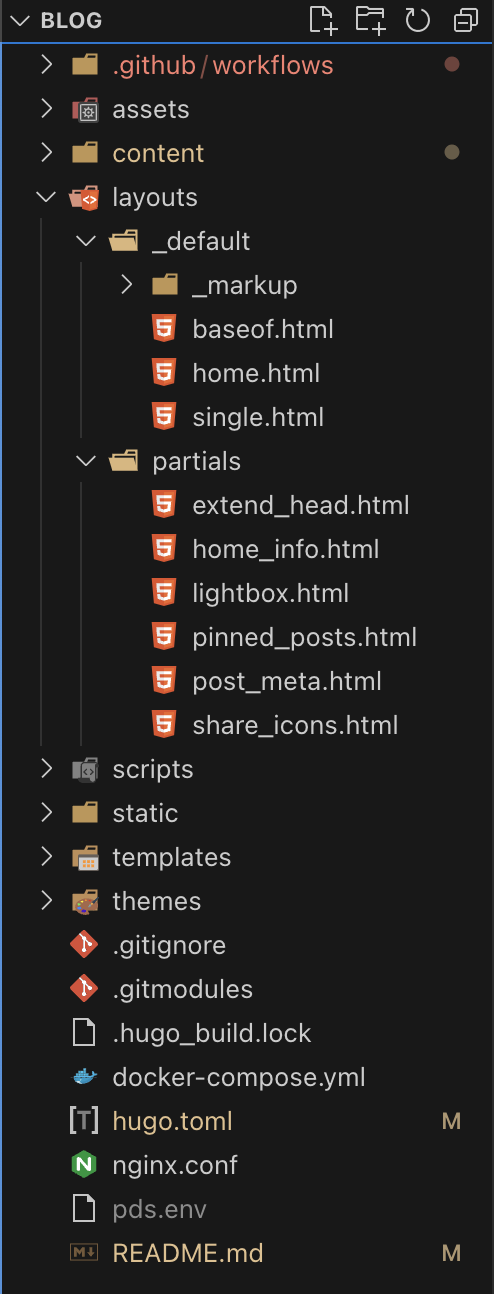 BLOG
.github/workflows
assets
content
layouts
_default
_markup
baseof.html
home.html
single.html
partials
extend_head.html
home_info.html
lightbox.html
pinned_posts.html
post_meta.html
share_icons.html
scripts
static
templates
themes
.gitignore
.gitmodules
.hugo_build.lock
docker-compose.yml
[T] hugo.toml M
N nginx.conf
pds.env
M↓ README.md M